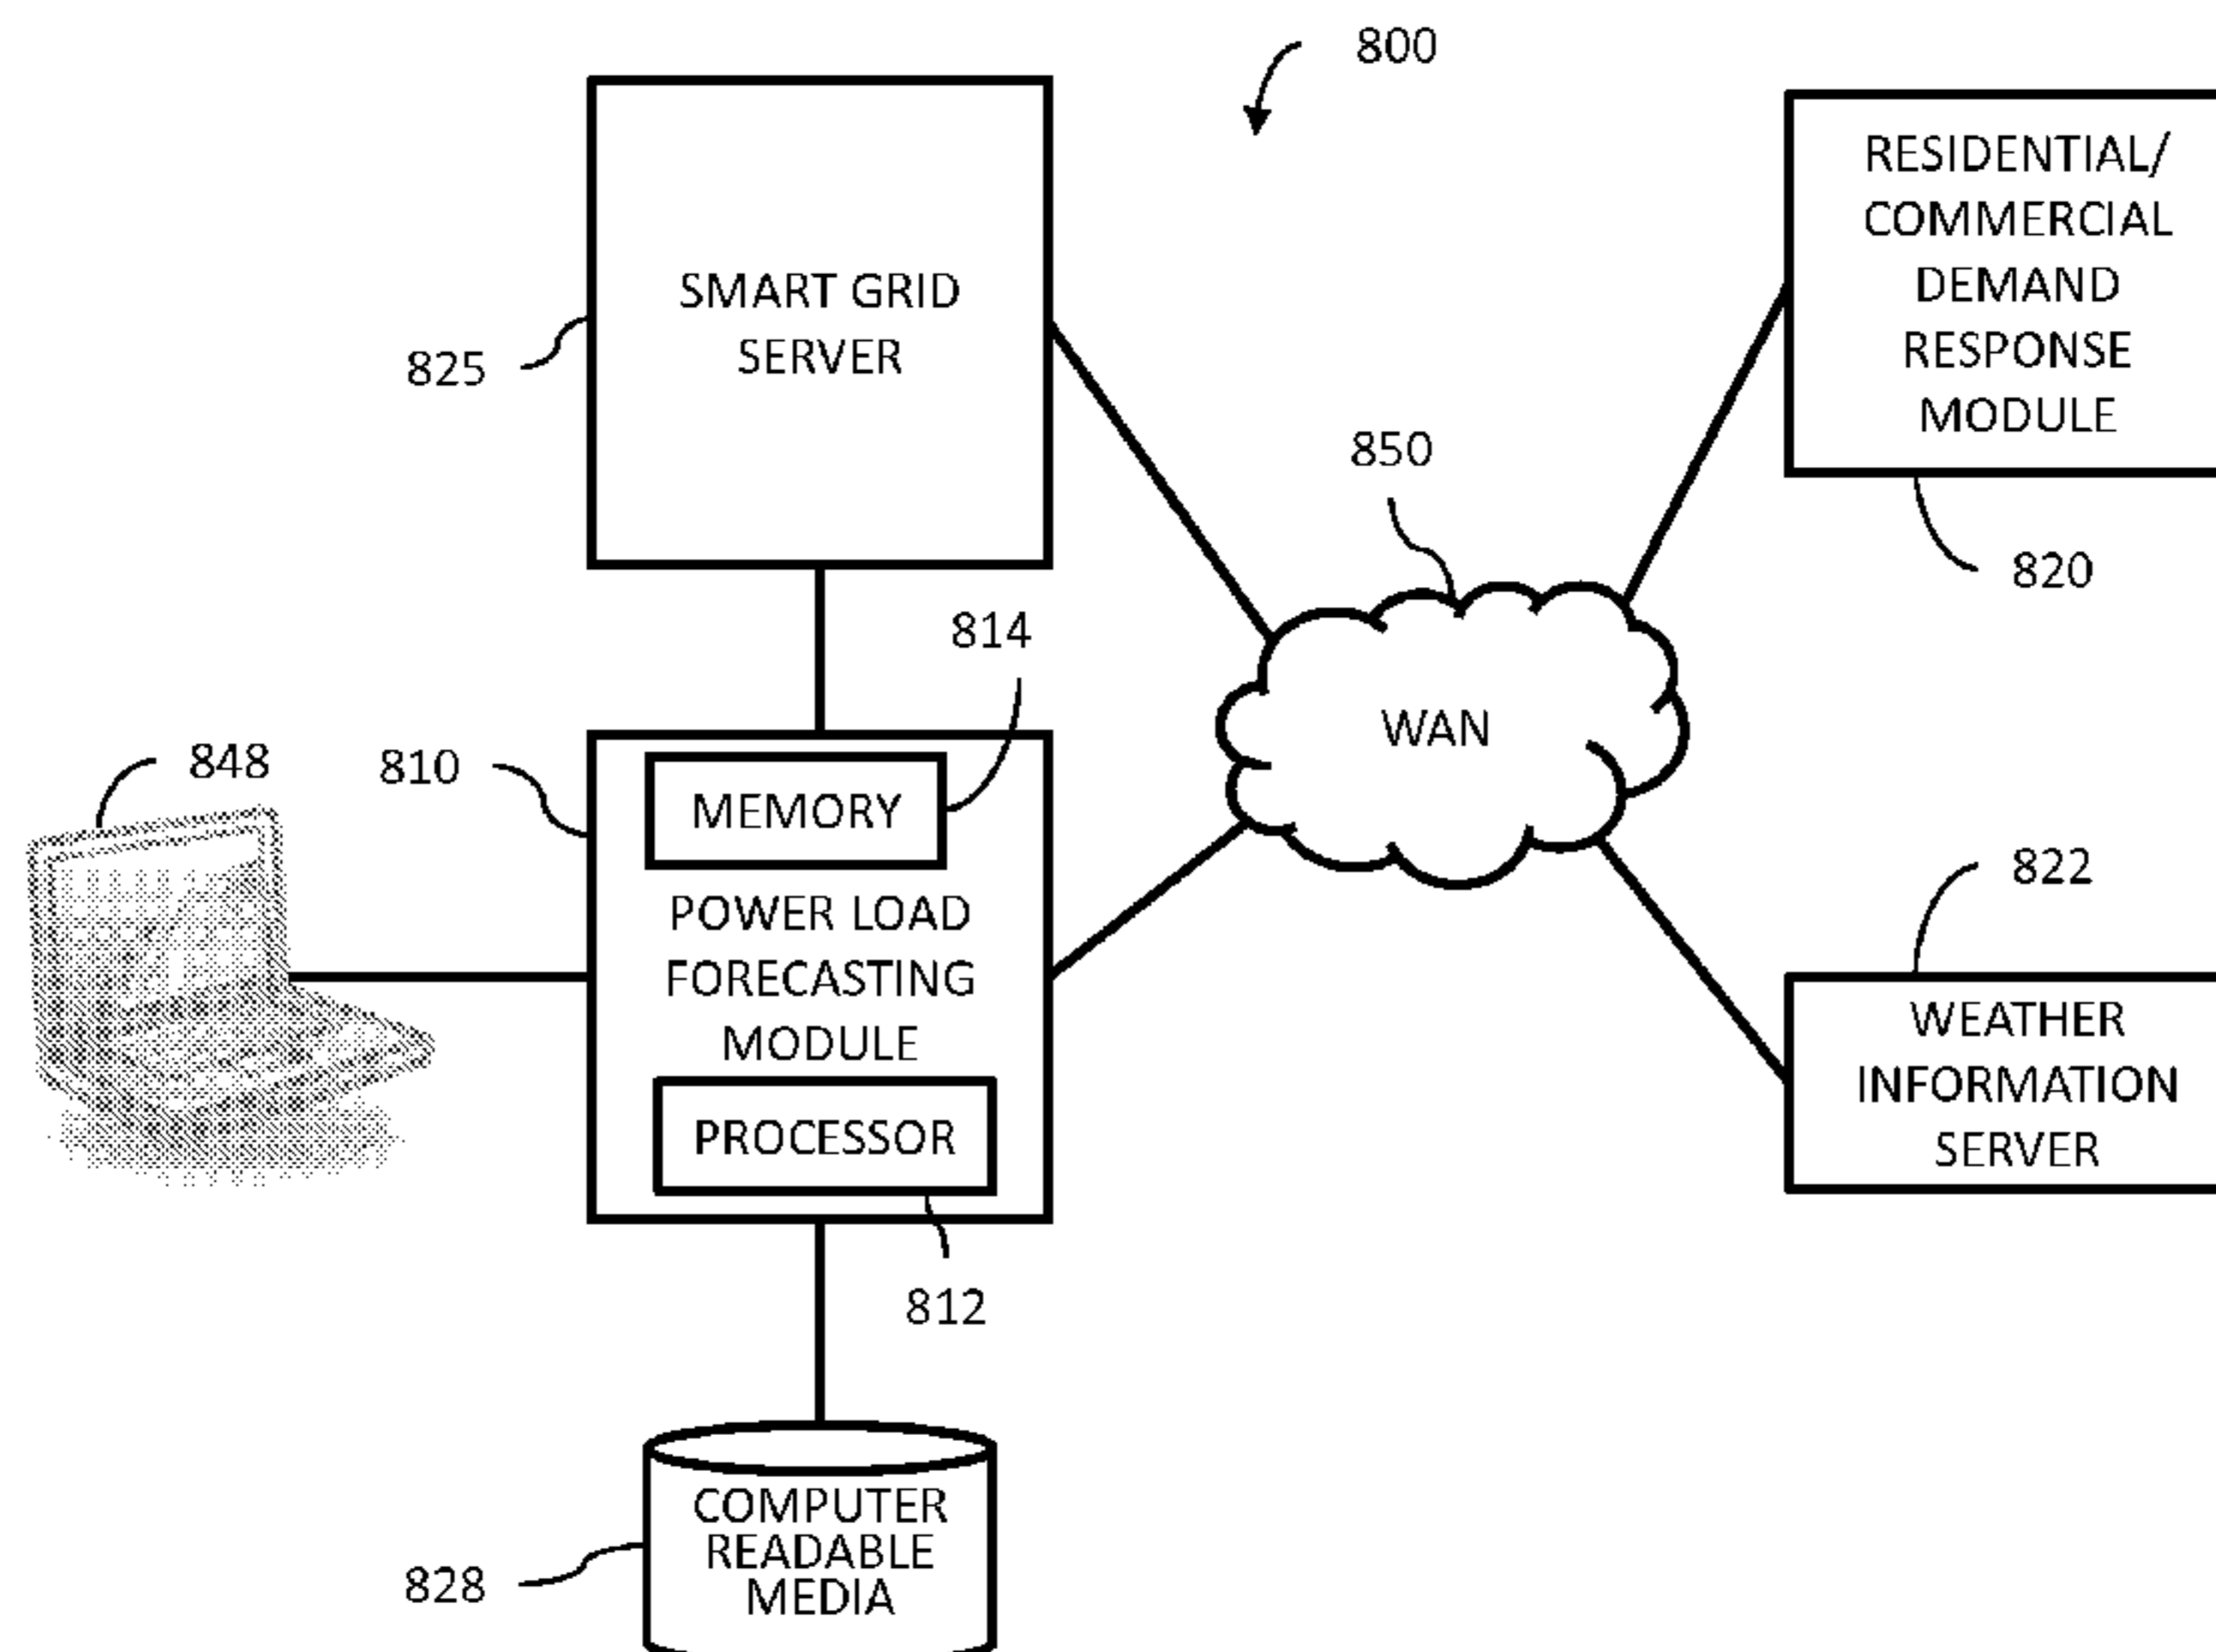 800
SMART GRID
SERVER
825
RESIDENTIAL/
COMMERCIAL
DEMAND
RESPONSE
MODULE
820
850
WAN
814
848
810
MEMORY
POWER LOAD
FORECASTING
MODULE
PROCESSOR
812
822
WEATHER
INFORMATION
SERVER
COMPUTER
READABLE
MEDIA
828